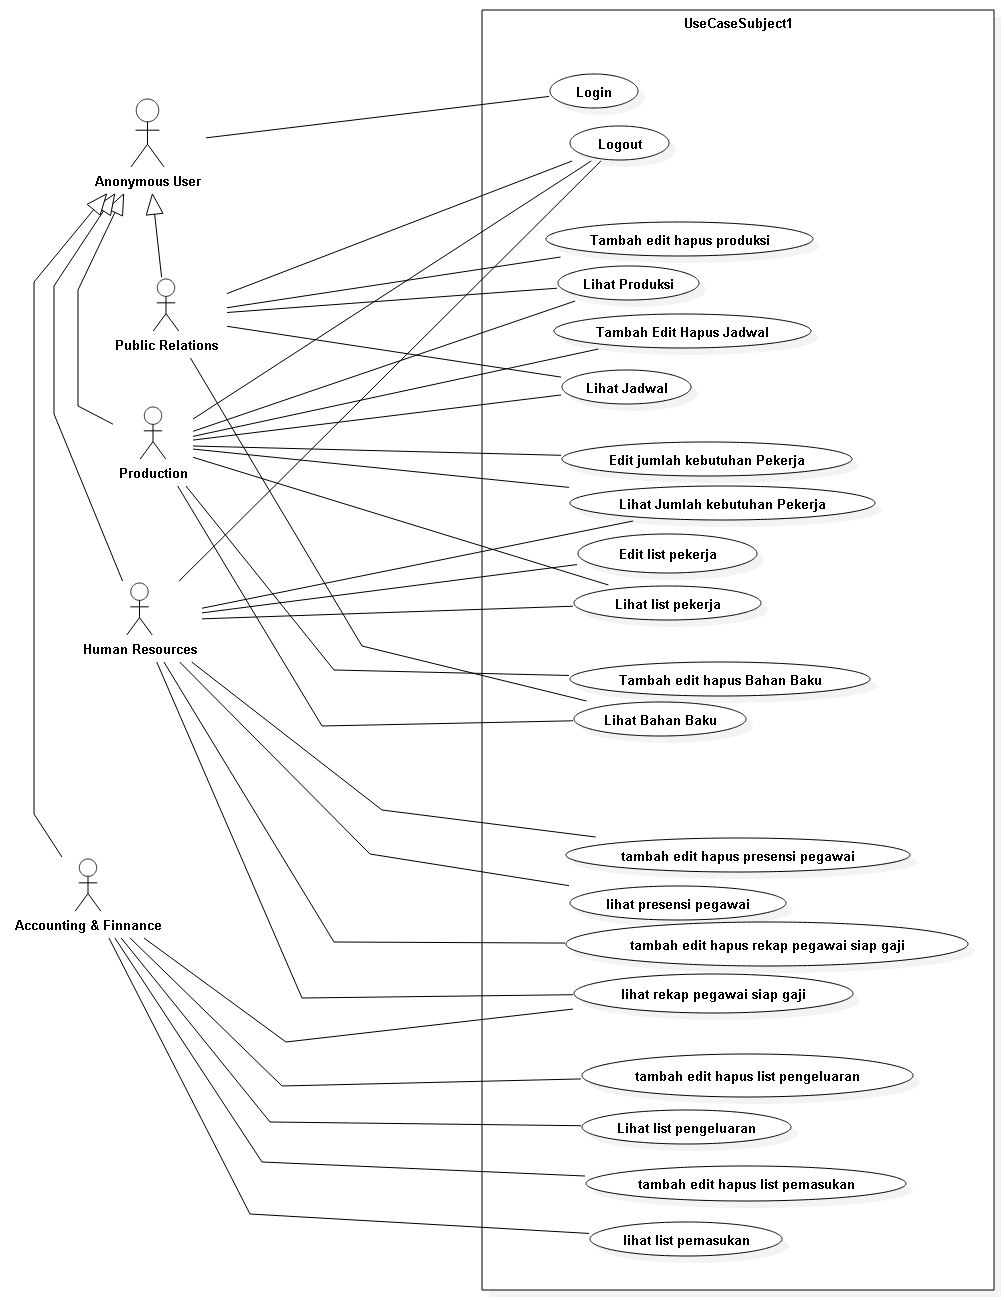 UseCaseSubject1
Login
Logout
Anonymous User
Tambah edit hapus produksi
Lihat Produksi
Tambah Edit Hapus Jadwal
Public Relations
Lihat Jadwal
Edit jumlah kebutuhan Pekerja
Production
Lihat Jumlah kebutuhan Pekerja
Edit list pekerja
Lihat list pekerja
Human Resources
Tambah edit hapus Bahan Baku
Lihat Bahan Baku
tambah edit hapus presensi pegawai
lihat presensi pegawai
Accounting & Finnance
tambah edit hapus rekap pegawai siap gaji
lihat rekap pegawai siap gaji
tambah edit hapus list pengeluaran
Lihat list pengeluaran
tambah edit hapus list pemasukan
lihat list pemasukan